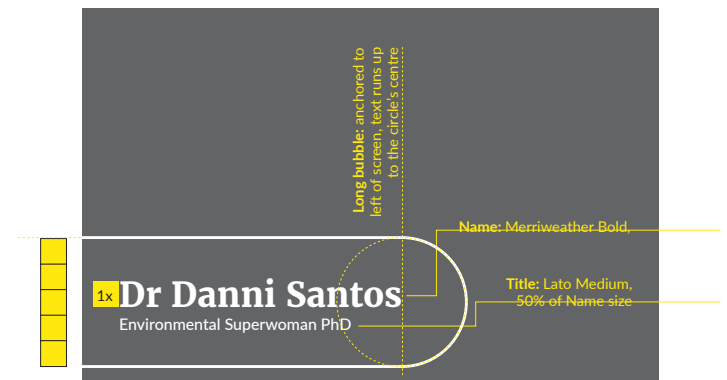 Long bubble: anchored to
left of screen, text runs up
to the circle's centre
Name: Merriweather Bold,
Title: Lato Medium,
50% of Name size
1x
Dr Danni Santos
Environmental Superwoman PhD